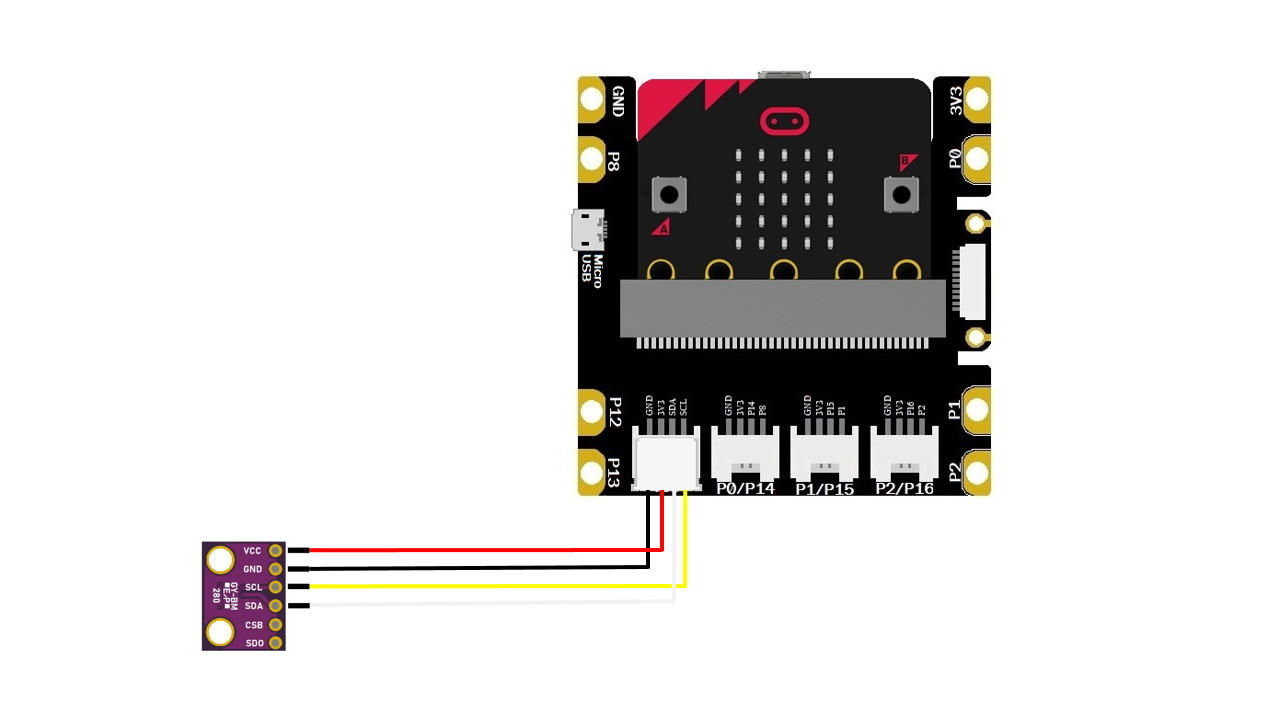 GND
3V3
P8
P0
B
A
Micro
USB
P12
P1
GND 3V3 SDA SCL
GND 3V3 P14 P8
GND 3V3 P15 P1
GND 3V3 P16 P2
P13
P2
P0/P14
P1/P15
P2/P16
VCC
GND
SCL
SDA
CSB
SDO
GY-BM
E/P
280